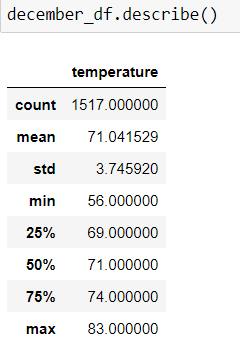 december_df.describe()
temperature
count 1517.000000
mean 71.041529
std 3.745920
min 56.000000
25% 69.000000
50% 71.000000
75% 74.000000
max 83.000000